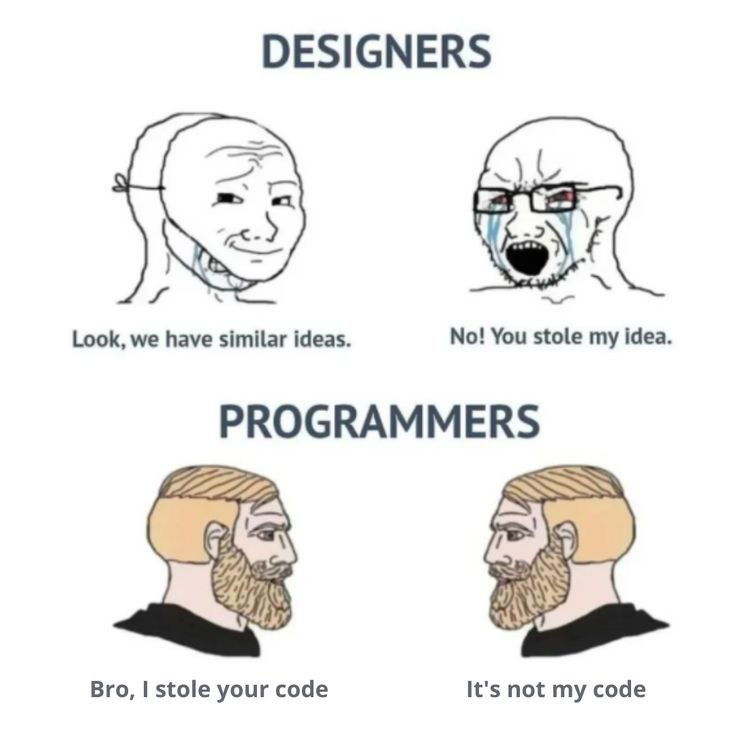 DESIGNERS
Look, we have similar ideas.
No! You stole my idea.
PROGRAMMERS
Bro, I stole your code
It's not my code